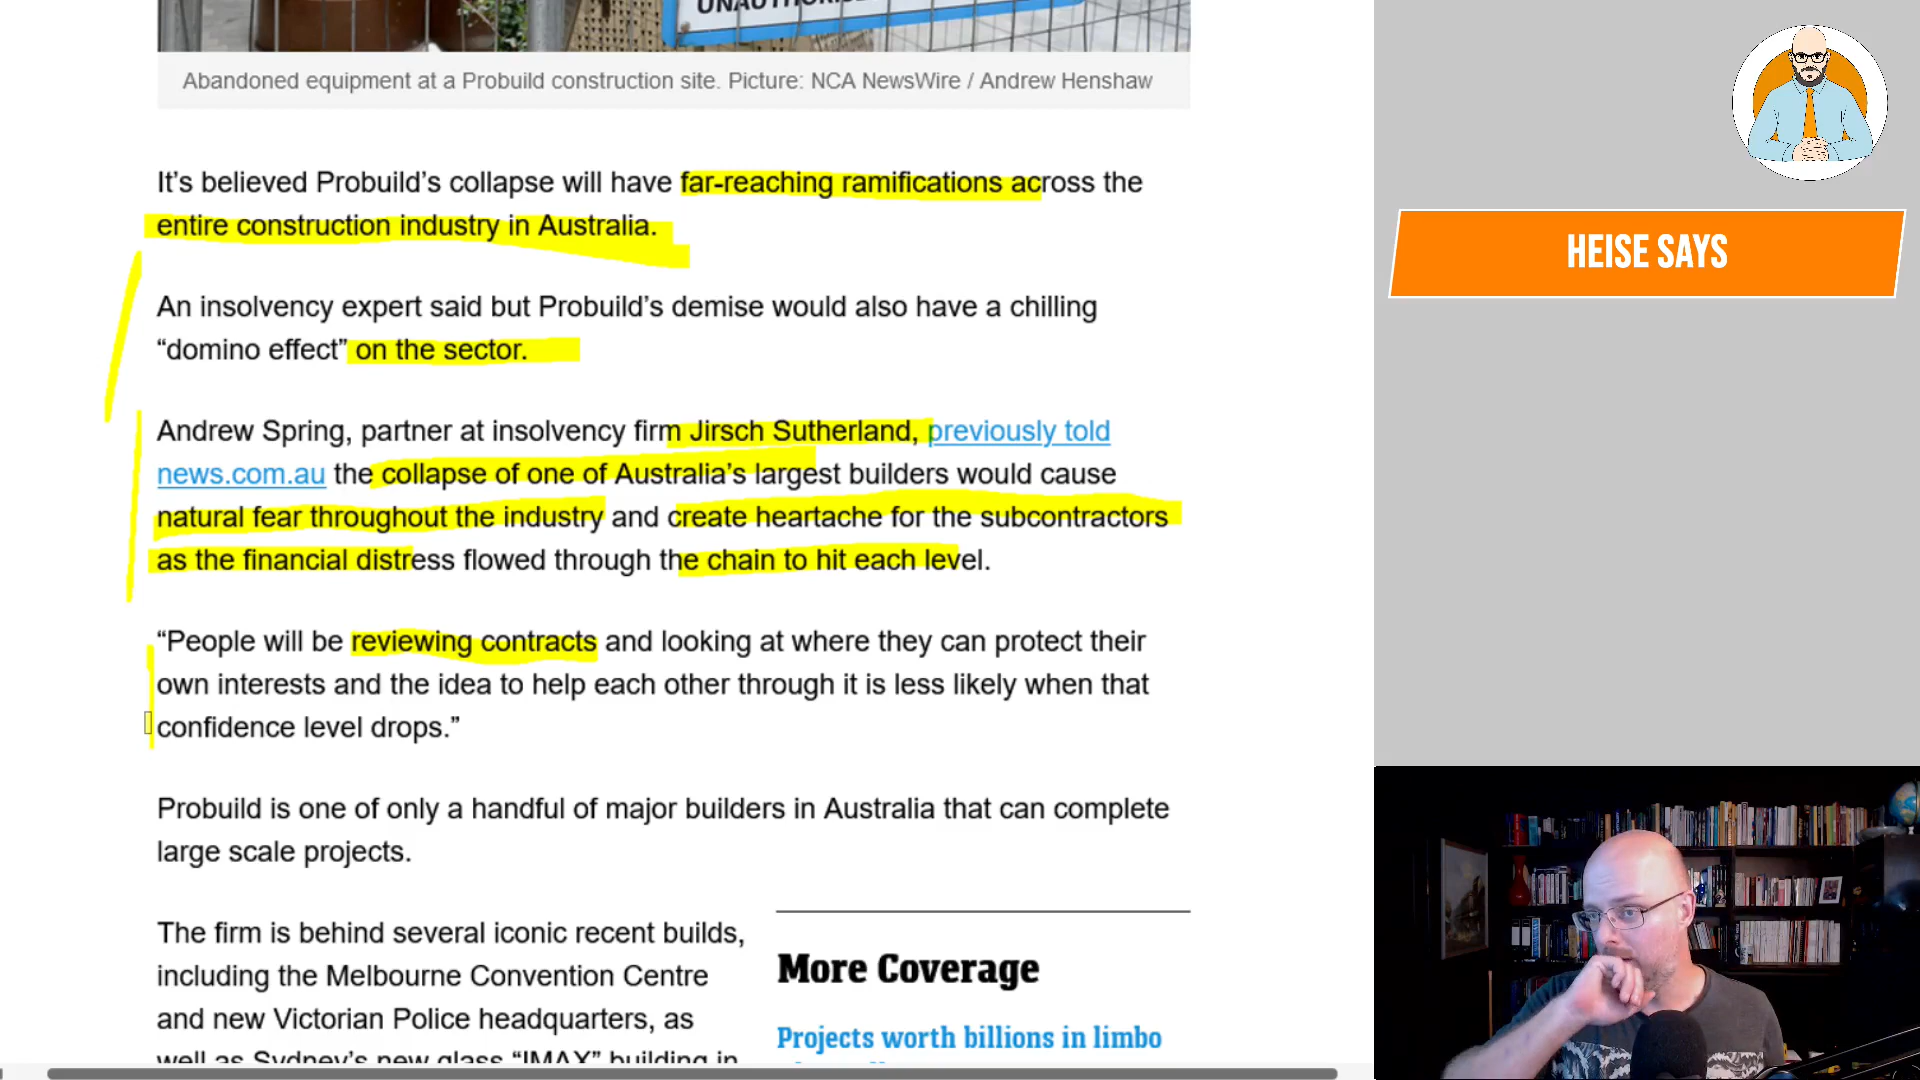 Abandoned equipment at a Probuild construction site. Picture: NCA NewsWire / Andrew Henshaw
HEISE SAYS
It’s believed Probuild’s collapse will have far-reaching ramifications across the
entire construction industry in Australia.
An insolvency expert said but Probuild’s demise would also have a chilling
“domino effect” on the sector.
Andrew Spring, partner at insolvency firm Jirsch Sutherland, previously told
news.com.au the collapse of one of Australia’s largest builders would cause
natural fear throughout the industry and create heartache for the subcontractors
as the financial distress flowed through the chain to hit each level.
“People will be reviewing contracts and looking at where they can protect their
own interests and the idea to help each other through it is less likely when that
confidence level drops.”
Probuild is one of only a handful of major builders in Australia that can complete
large scale projects.
The firm is behind several iconic recent builds,
including the Melbourne Convention Centre
and new Victorian Police headquarters, as
well as Sydney’s new glass “IMAX” building in
More Coverage
Projects worth billions in limbo